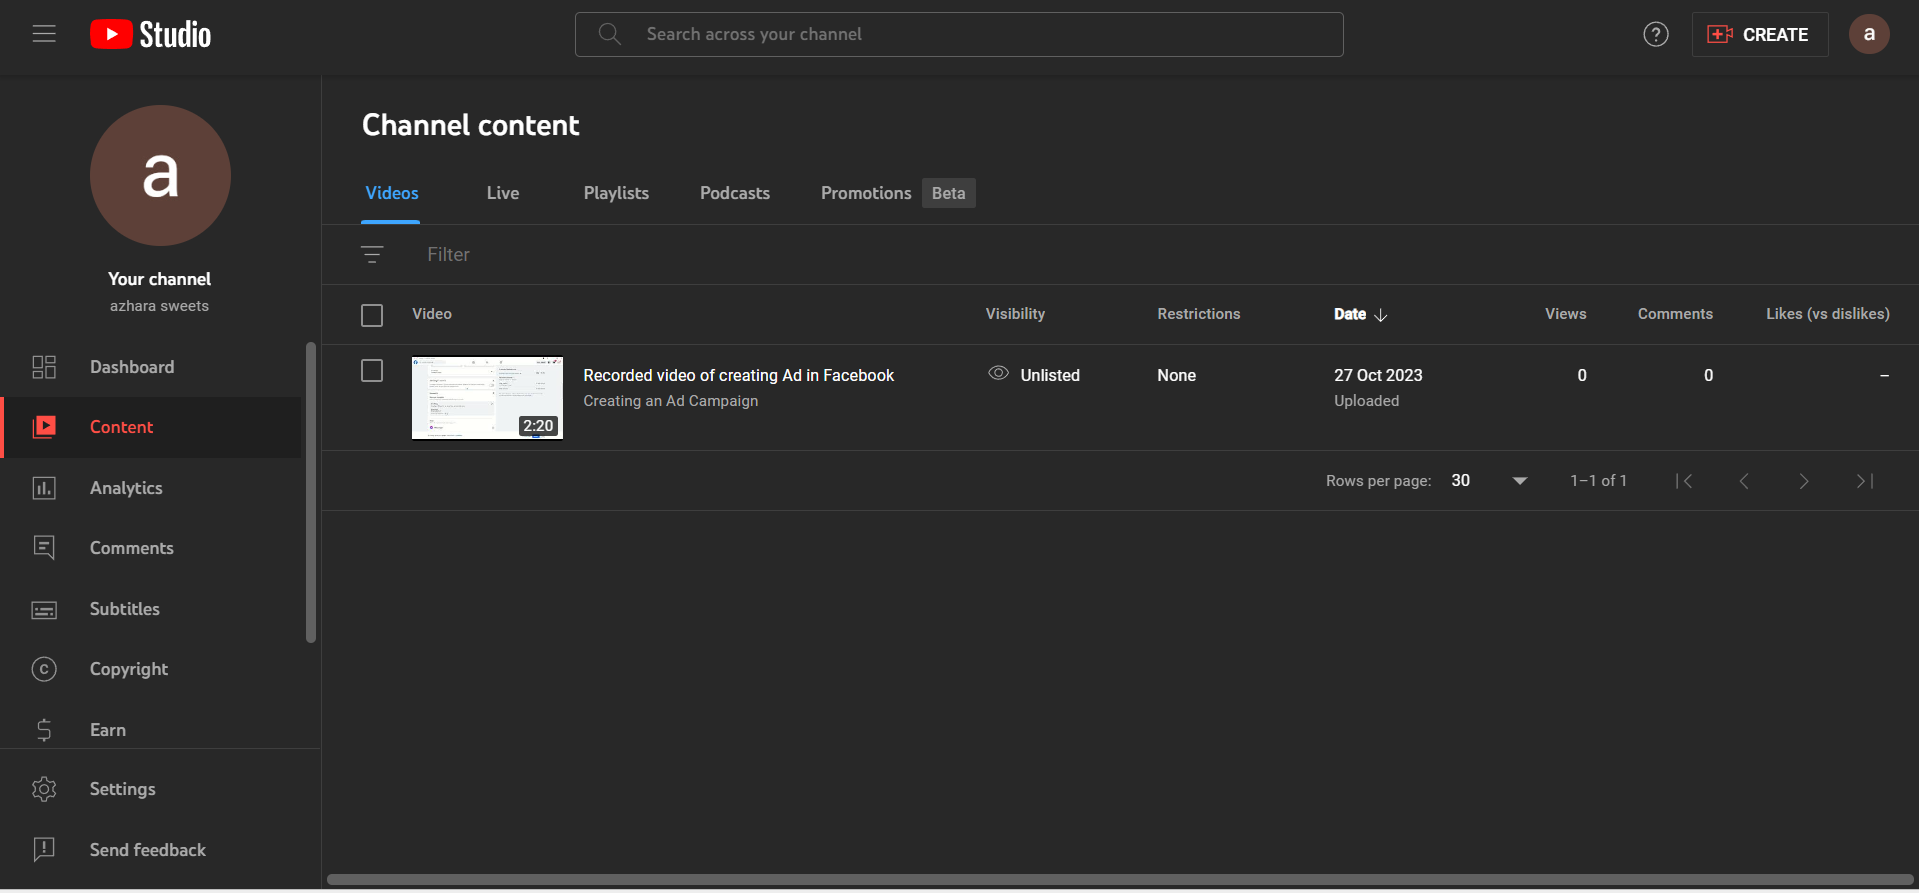 Studio
Search across your channel
CREATE
a
a
Your channel
azhara sweets
Dashboard
Content
Analytics
Comments
Subtitles
Copyright
Earn
Settings
Send feedback
Channel content
Videos Live Playlists Podcasts Promotions Beta
Filter
Video Visibility Restrictions Date Views Comments Likes (vs dislikes)
2:20
Recorded video of creating Ad in Facebook Unlisted None 27 Oct 2023 0 0 –
Creating an Ad Campaign Uploaded
Rows per page: 30 1–1 of 1